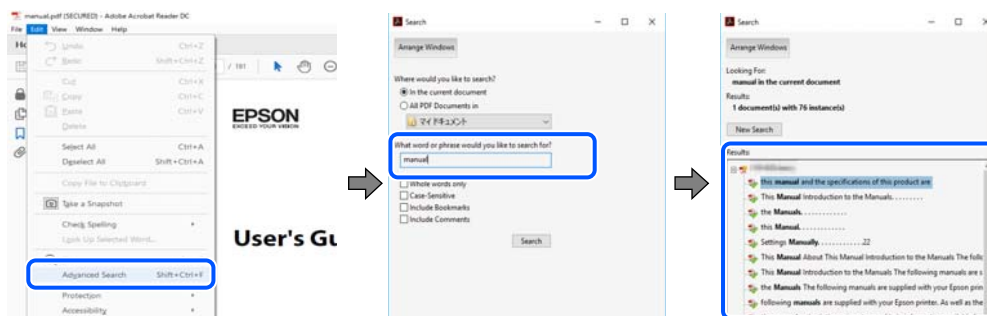 manual.pdf (SECURED) - Adobe Acrobat Reader DC
File Edit View Window Help
Undo Ctrl+Z
Redo Shift+Ctrl+Z
Cut Ctrl+X
Copy Ctrl+C
Paste Ctrl+V
Delete
Select All Ctrl+A
Deselect All Shift+Ctrl+A
Copy File to Clipboard
Take a Snapshot
Check Spelling
Look Up Selected Word...
Advanced Search Shift+Ctrl+F
Protection
Accessibility
/ 181
EPSON
EXCEED YOUR VISION
User's Gu
Search
Arrange Windows
Where would you like to search?
In the current document
All PDF Documents in
マイドキュメント
What word or phrase would you like to search for?
manual
Whole words only
Case-Sensitive
Include Bookmarks
Include Comments
Search
Search
Arrange Windows
Looking For:
manual in the current document
Results:
1 document(s) with 76 instance(s)
New Search
Results:
this manual and the specifications of this product are
This Manual Introduction to the Manuals. . . . . . . . .
the Manuals. . . . . . . . . . . .
this Manual. . . . . . . . . . . .
Settings Manually. . . . . . . . . . . .22
This Manual About This Manual Introduction to the Manuals The follo
This Manual Introduction to the Manuals The following manuals are s
the Manuals The following manuals are supplied with your Epson prin
following manuals are supplied with your Epson printer. As well as the